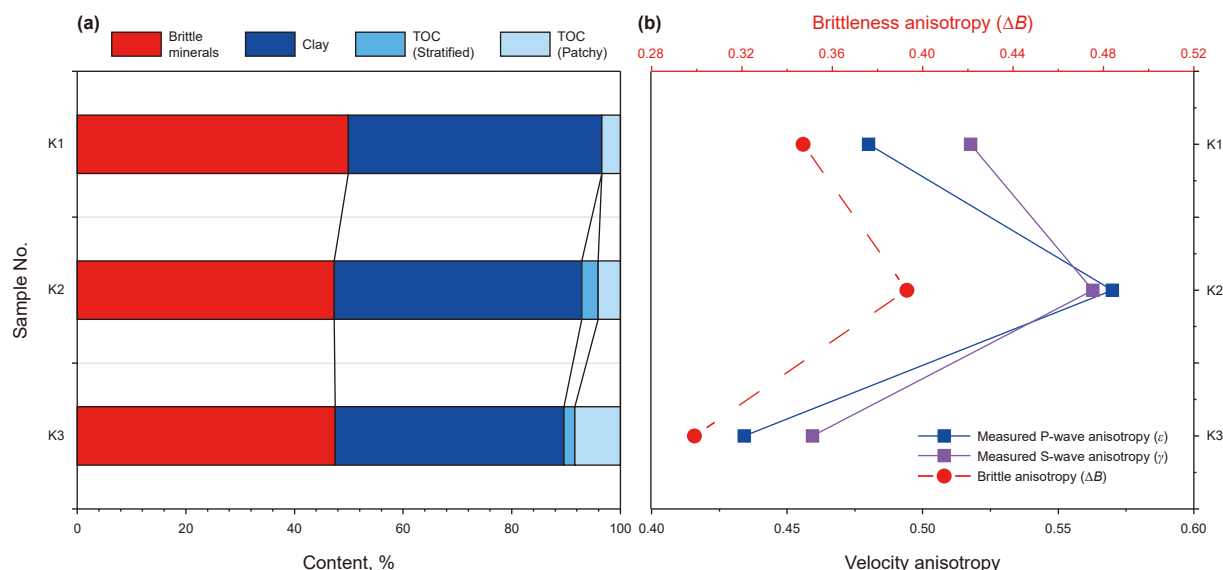 (a)
Brittle
minerals
Clay
TOC
(Stratified)
TOC
(Patchy)
K1
K2
K3
Sample No.
0
20
40
60
80
100
Content, %
(b)
Brittleness anisotropy (ΔB)
0.28
0.32
0.36
0.40
0.44
0.48
0.52
K1
K2
K3
Measured P-wave anisotropy (ε)
Measured S-wave anisotropy (γ)
Brittle anisotropy (ΔB)
0.40
0.45
0.50
0.55
0.60
Velocity anisotropy